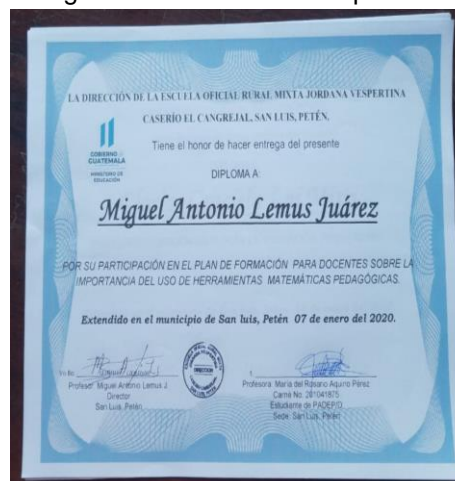 LA DIRECCIÓN DE LA ESCUELA OFICIAL RURAL MIXTA JORDANA VESPERTINA
CASERÍO EL CANGREJAL, SAN LUIS, PETÉN.
Tiene el honor de hacer entrega del presente
GOBIERNO
GUATEMALA
MINISTERIO DE
EDUCACIÓN
DIPLOMA A:
Miguel Antonio Lemus Juárez
POR SU PARTICIPACIÓN EN EL PLAN DE FORMACIÓN PARA DOCENTES SOBRE LA
IMPORTANCIA DEL USO DE HERRAMIENTAS MATEMÁTICAS PEDAGÓGICAS.
Extendido en el municipio de San luis, Petén 07 de enero del 2020.
Profesor Miguel Antonio Lemus J.
Director
San Luis, Petén
Profesora María del Rosario Aquino Pérez
Carné No. 201041875
Estudiante de PADEP/D
Sede: San Luis, Petén